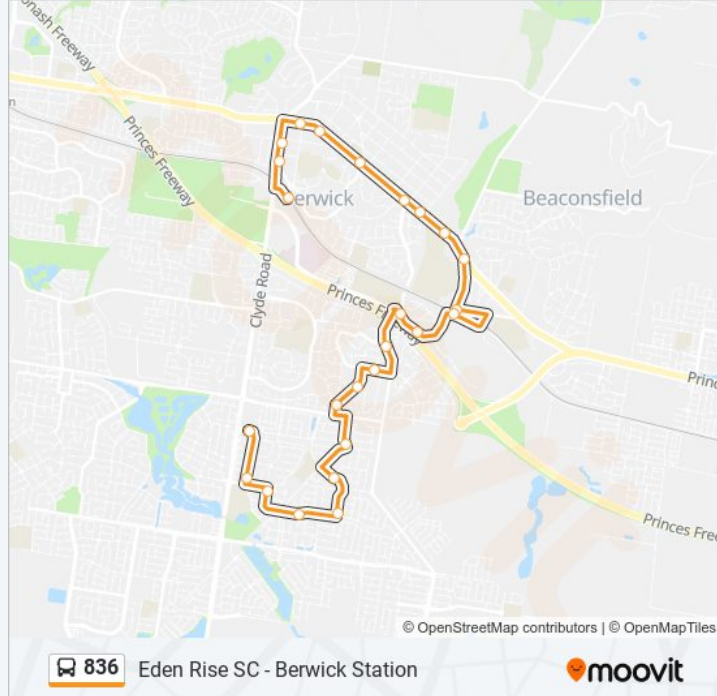 onash Freeway
Princes Freeway
Berwick
Beaconsfield
Clyde Road
Princes Freeway
n
Princ
Princes Free
© OpenStreetMap contributors | © OpenMapTiles
836 Eden Rise SC - Berwick Station
moovit